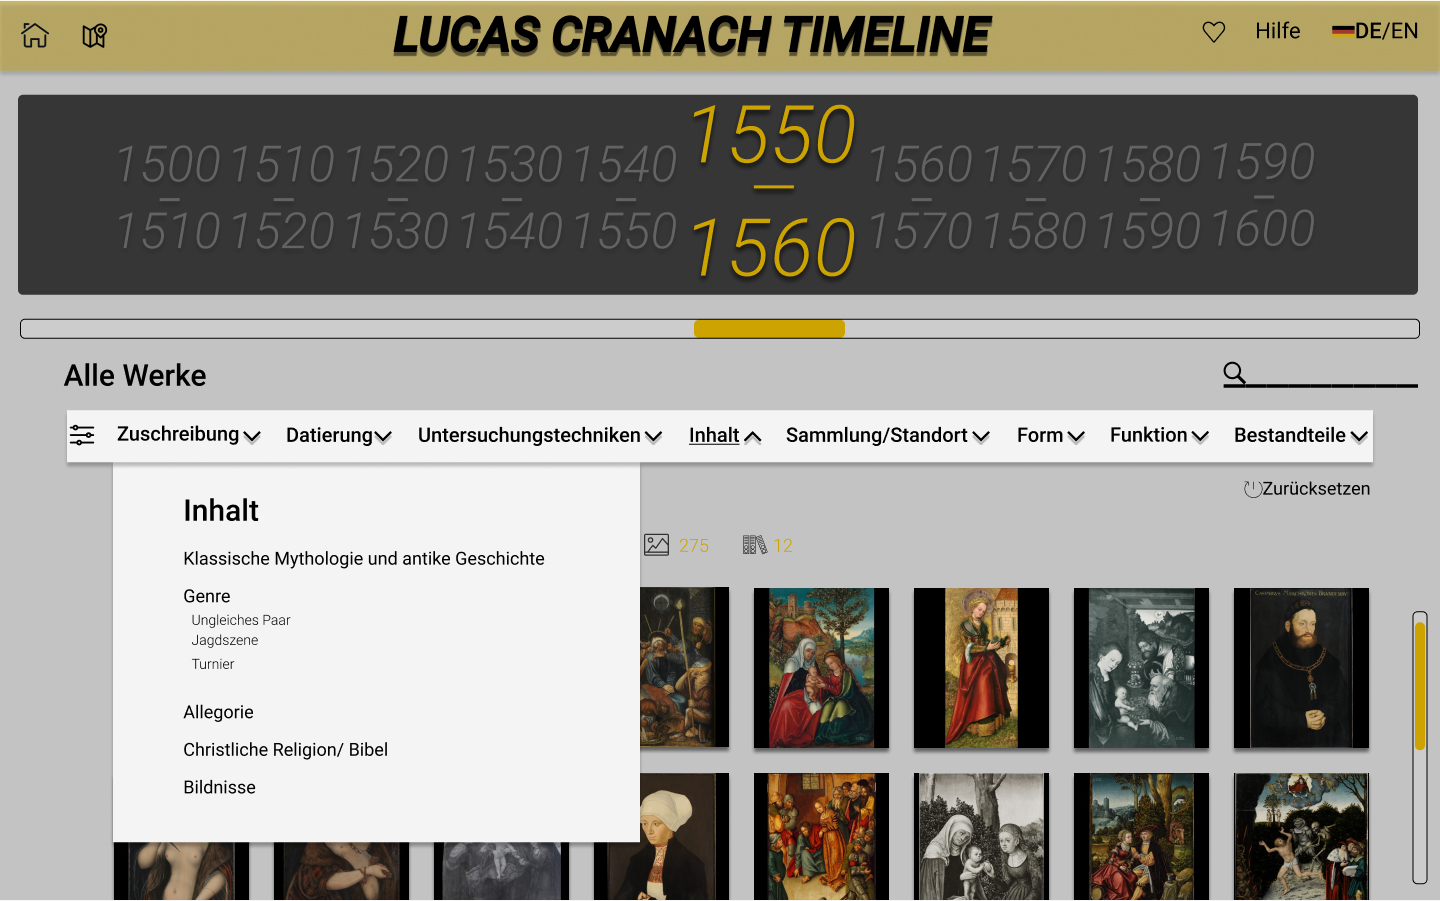 LUCAS CRANACH TIMELINE
Hilfe
DE/EN
1500 1510 1520 1530 1540 1550 1560 1570 1580 1590
1510 1520 1530 1540 1550 1560 1570 1580 1590 1600
Alle Werke
Zuschreibung Datierung Untersuchungstechniken Inhalt Sammlung/Standort Form Funktion Bestandteile
Zurücksetzen
Inhalt
Klassische Mythologie und antike Geschichte
Genre
Ungleiches Paar
Jagdszene
Turnier
Allegorie
Christliche Religion/ Bibel
Bildnisse
275
12